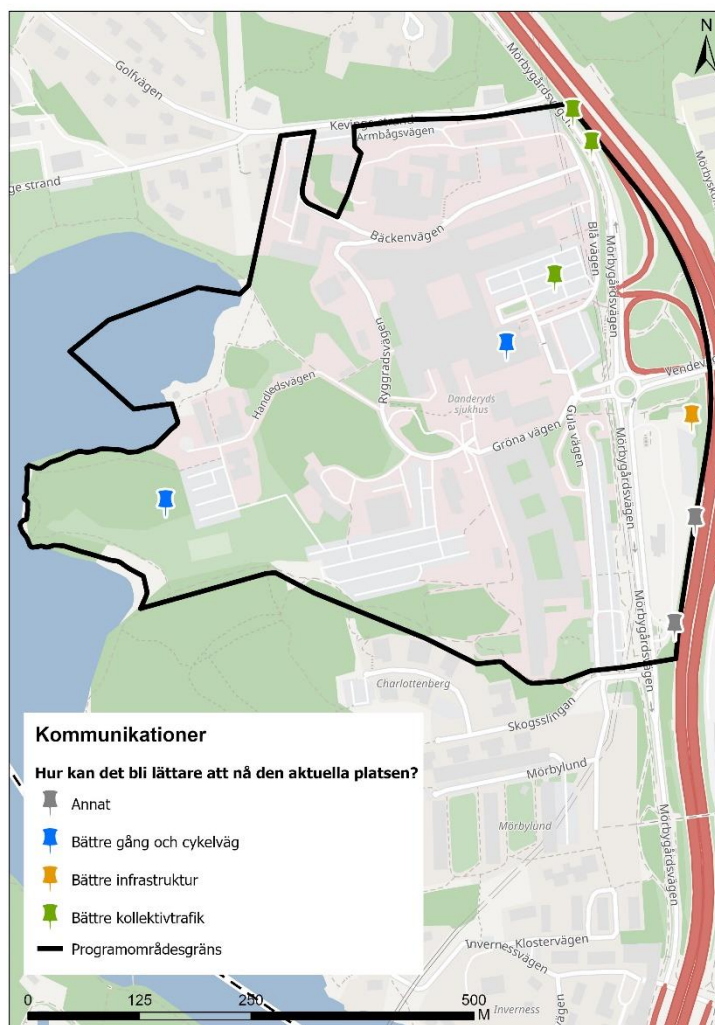 N
Golfvägen
Mörbygårdsvägen
Mörbygårdsvägen
Kevinge strand
Armbågsvägen
ge strand
Bäckenvägen
Blå vägen
Mörbygårdsvägen
Vendevä
Ryggradsvägen
Handledsvägen
Danderyds
sjukhus
Gröna vägen
Gula vägen
Mörbygårdsvägen
Mörbygårdsvägen
Charlottenberg
Skogsslingan
Mörbylund
Mörbylund
Mörbygårdsvägen
Klostervägen
Invernessvägen
Inverness
Kommunikationer
Hur kan det bli lättare att nå den aktuella platsen?
Annat
Bättre gång och cykelväg
Bättre infrastruktur
Bättre kollektivtrafik
Programområdesgräns
0 125 250 500
M